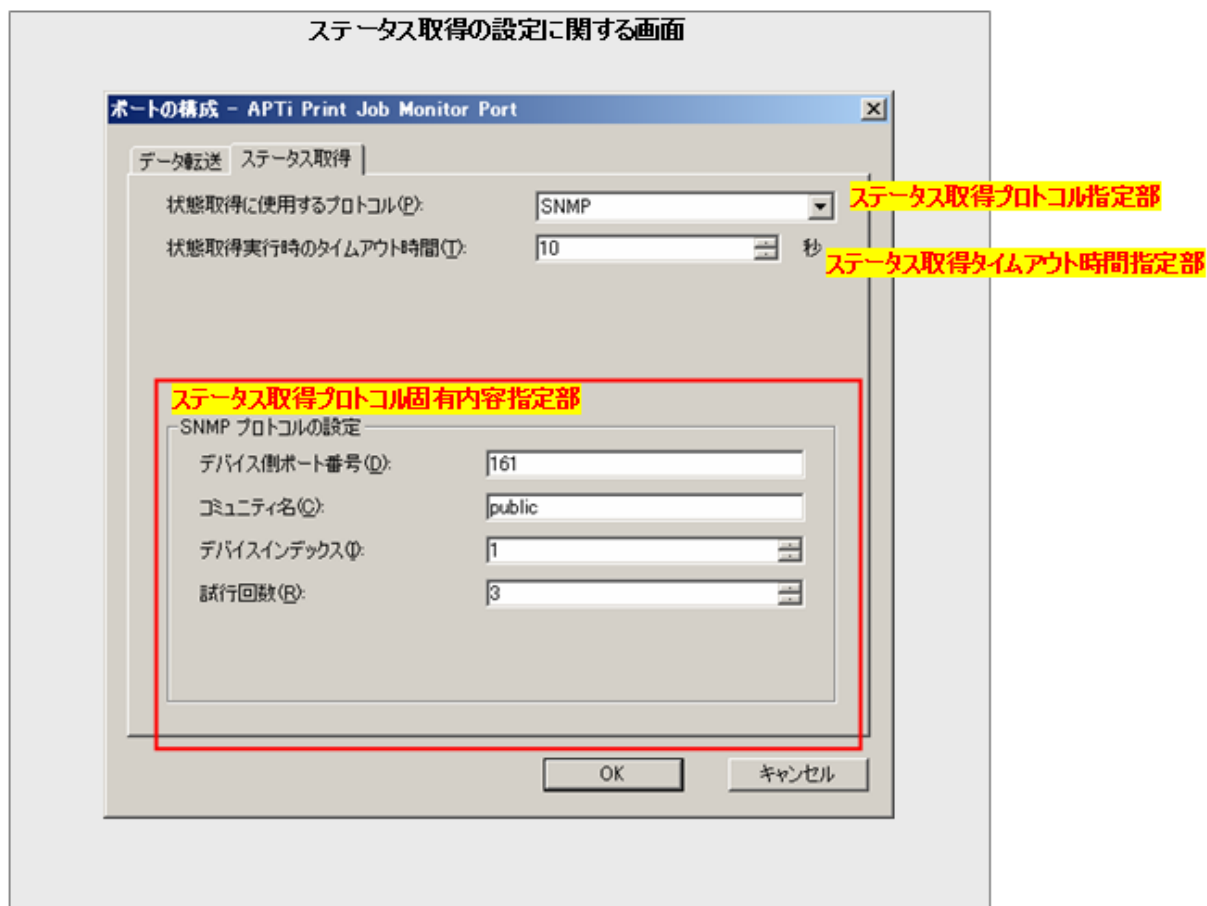 ステータス取得の設定に関する画面
ポートの構成 - APTi Print Job Monitor Port
データ転送 ステータス取得
状態取得に使用するプロトコル(P): SNMP ステータス取得プロトコル指定部
状態取得実行時のタイムアウト時間(T): 10 秒 ステータス取得タイムアウト時間指定部
ステータス取得プロトコル固有内容指定部
SNMP プロトコルの設定
デバイス側ポート番号(D): 161
コミュニティ名(C): public
デバイスインデックス(I): 1
試行回数(R): 3
OK キャンセル